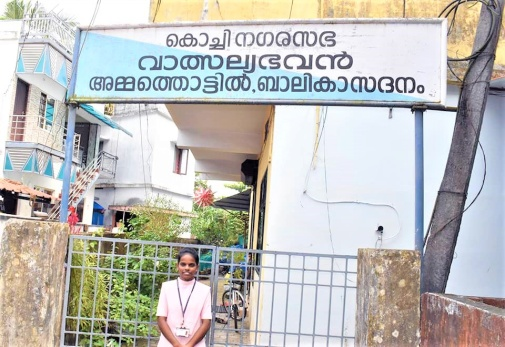 കൊച്ചി നഗരസഭ
വാത്സല്യഭവൻ
അമ്മത്തൊട്ടിൽ.ബാലികാസദനം